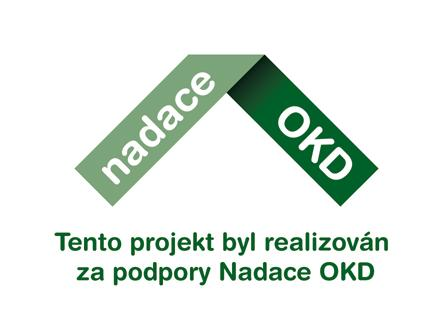 nadace
OKD
Tento projekt byl realizován
za podpory Nadace OKD